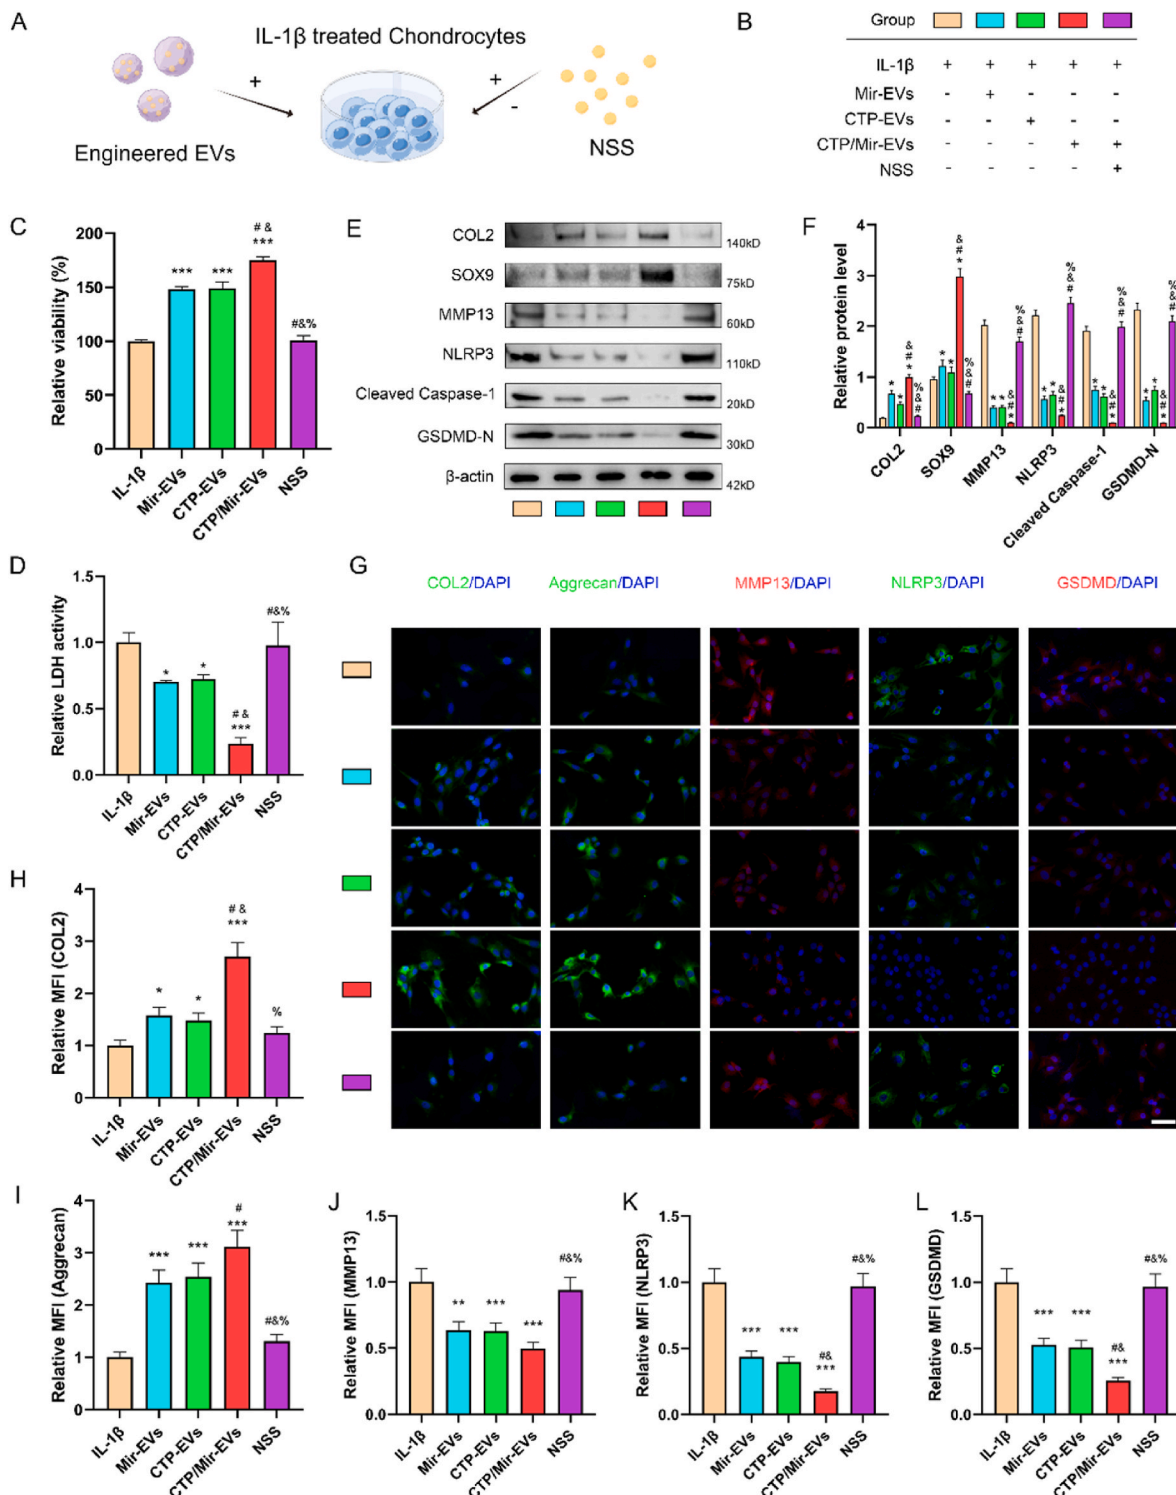 A
IL-1β treated Chondrocytes
+
+
-
Engineered EVs
NSS
B
Group
IL-1β + + + + +
Mir-EVs - + - - -
CTP-EVs - - + - -
CTP/Mir-EVs - - - + +
NSS - - - - +
C
Relative viability (%)
200
150
100
50
0
***
***
# &
***
#&%
IL-1β
Mir-EVs
CTP-EVs
CTP/Mir-EVs
NSS
E
COL2
140kD
SOX9
75kD
MMP13
60kD
NLRP3
110kD
Cleaved Caspase-1
20kD
GSDMD-N
30kD
β-actin
42kD
F
Relative protein level
4
3
2
1
0
* * & # * % & #
* * & # * % & #
* * & # * % & #
* * & # * % & #
* * & # * % & #
* * & # * % & #
COL2
SOX9
MMP13
NLRP3
Cleaved Caspase-1
GSDMD-N
D
Relative LDH activity
1.5
1.0
0.5
0.0
*
*
# &
***
#&%
IL-1β
Mir-EVs
CTP-EVs
CTP/Mir-EVs
NSS
G
COL2/DAPI
Aggrecan/DAPI
MMP13/DAPI
NLRP3/DAPI
GSDMD/DAPI
H
Relative MFI (COL2)
4
3
2
1
0
*
*
# &
***
%
IL-1β
Mir-EVs
CTP-EVs
CTP/Mir-EVs
NSS
I
Relative MFI (Aggrecan)
4
3
2
1
0
***
***
#
***
#&%
IL-1β
Mir-EVs
CTP-EVs
CTP/Mir-EVs
NSS
J
Relative MFI (MMP13)
1.5
1.0
0.5
0.0
**
***
***
#&%
IL-1β
Mir-EVs
CTP-EVs
CTP/Mir-EVs
NSS
K
Relative MFI (NLRP3)
1.5
1.0
0.5
0.0
***
***
#&
***
#&%
IL-1β
Mir-EVs
CTP-EVs
CTP/Mir-EVs
NSS
L
Relative MFI (GSDMD)
1.5
1.0
0.5
0.0
***
***
#&
***
#&%
IL-1β
Mir-EVs
CTP-EVs
CTP/Mir-EVs
NSS